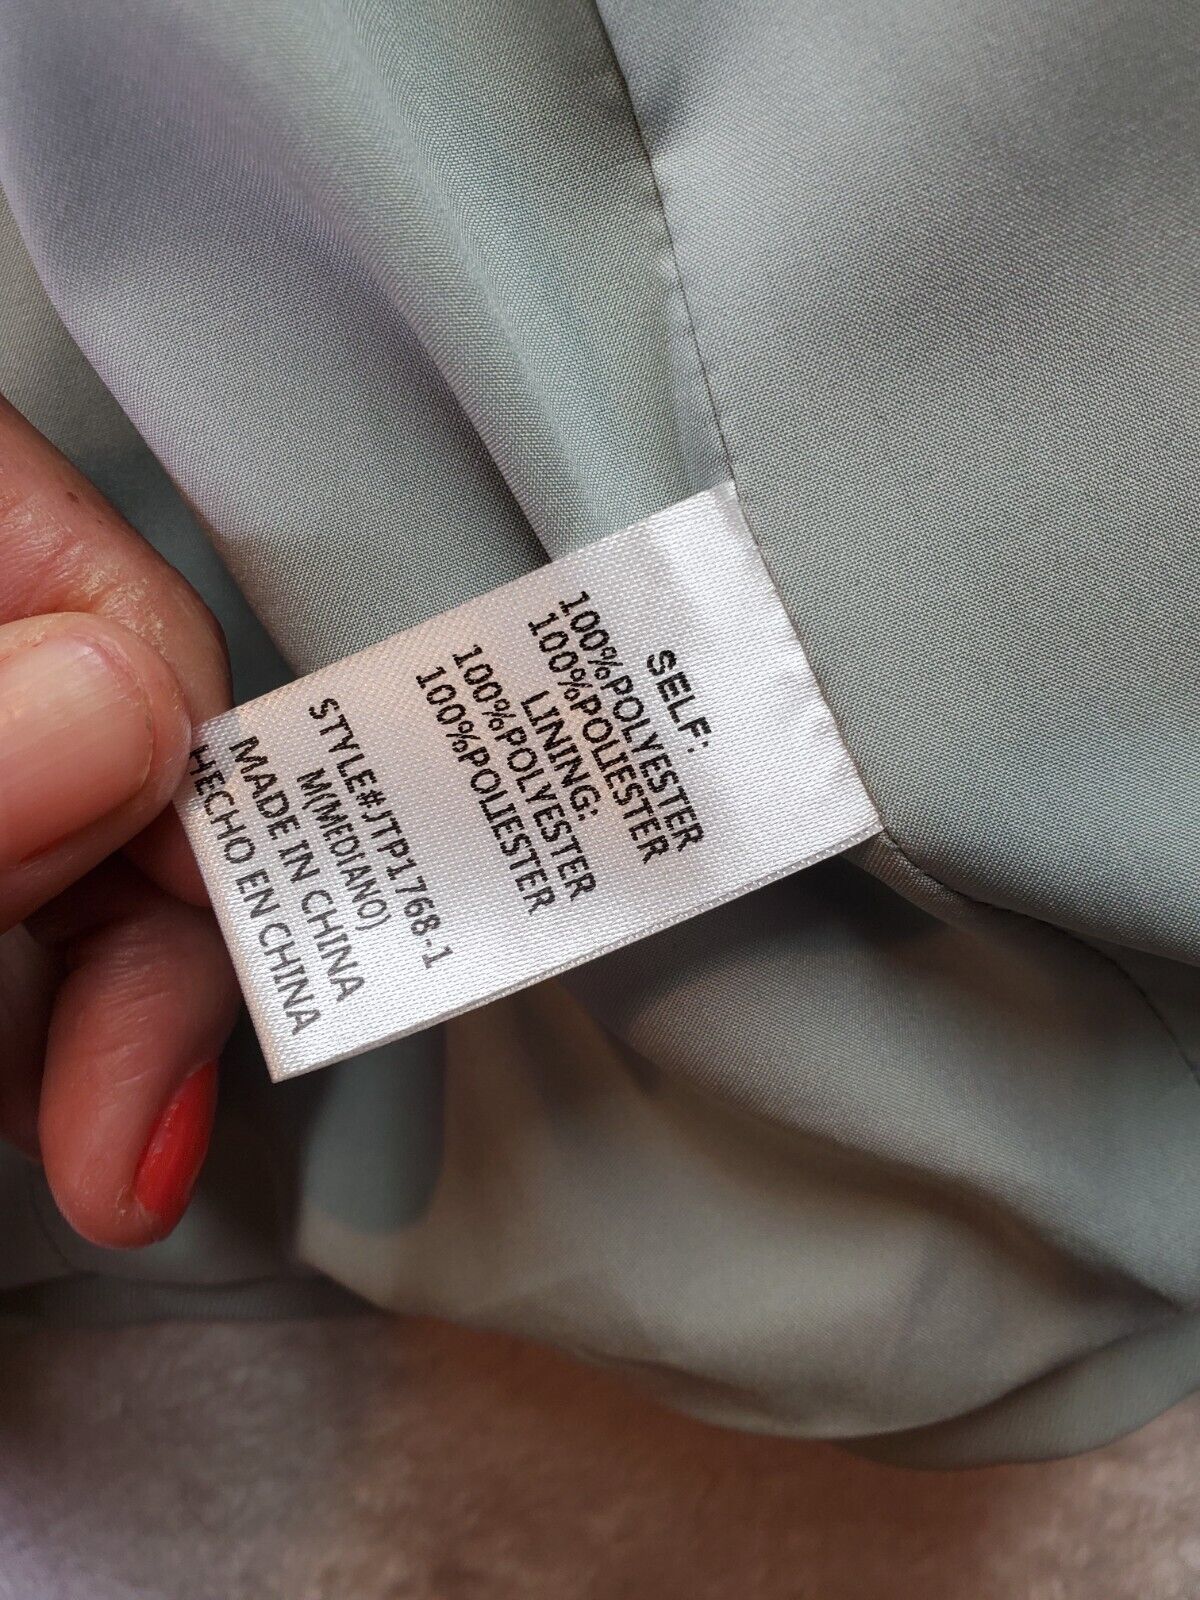 SELF:
100%POLYESTER
100%POLIESTER
LINING:
100%POLYESTER
100%POLIESTER
STYLE#JTP1768-1
M(MEDIANO)
MADE IN CHINA
HECHO EN CHINA